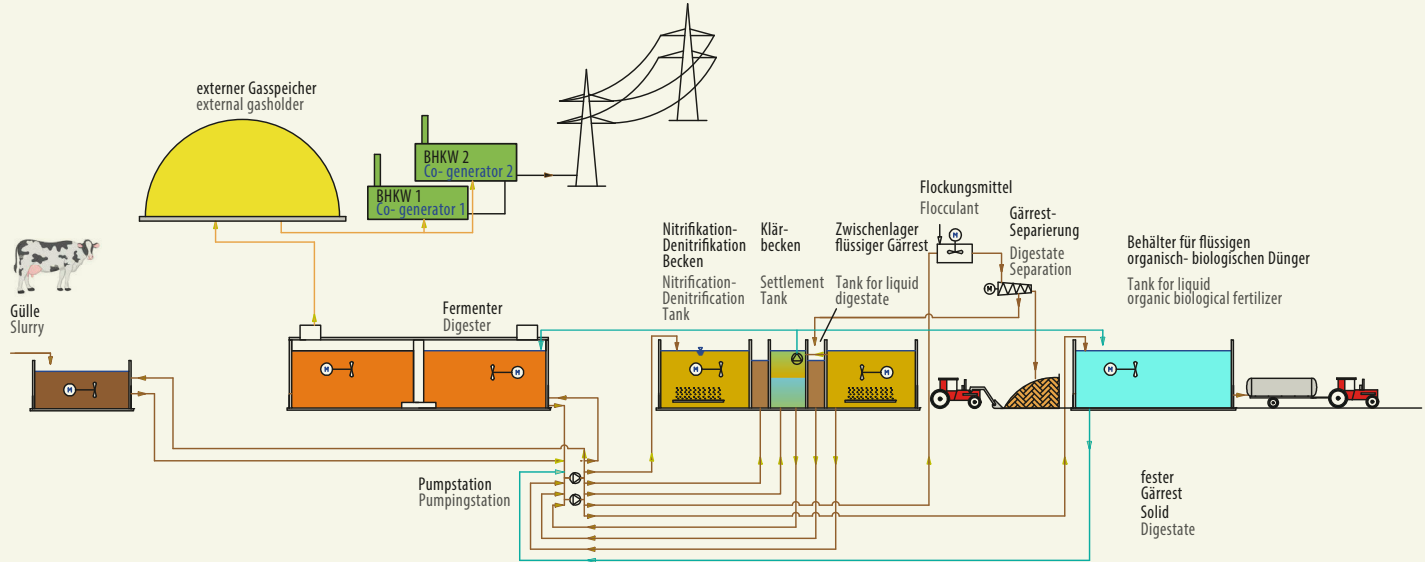 externer Gasspeicher
external gasholder
BHKW 2
Co- generator 2
BHKW 1
Co- generator 1
Gülle
Slurry
Fermenter
Digester
Pumpstation
Pumpingstation
Nitrifikation-
Denitrifikation
Becken
Nitrification-
Denitrification
Tank
Klär-
becken
Settlement
Tank
Zwischenlager
flüssiger Gärrest
Tank for liquid
digestate
Flockungsmittel
Flocculant
Gärrest-
Separierung
Digestate
Separation
Behälter für flüssigen
organisch- biologischen Dünger
Tank for liquid
organic biological fertilizer
fester
Gärrest
Solid
Digestate
M
M
M
M
M
M
M
M